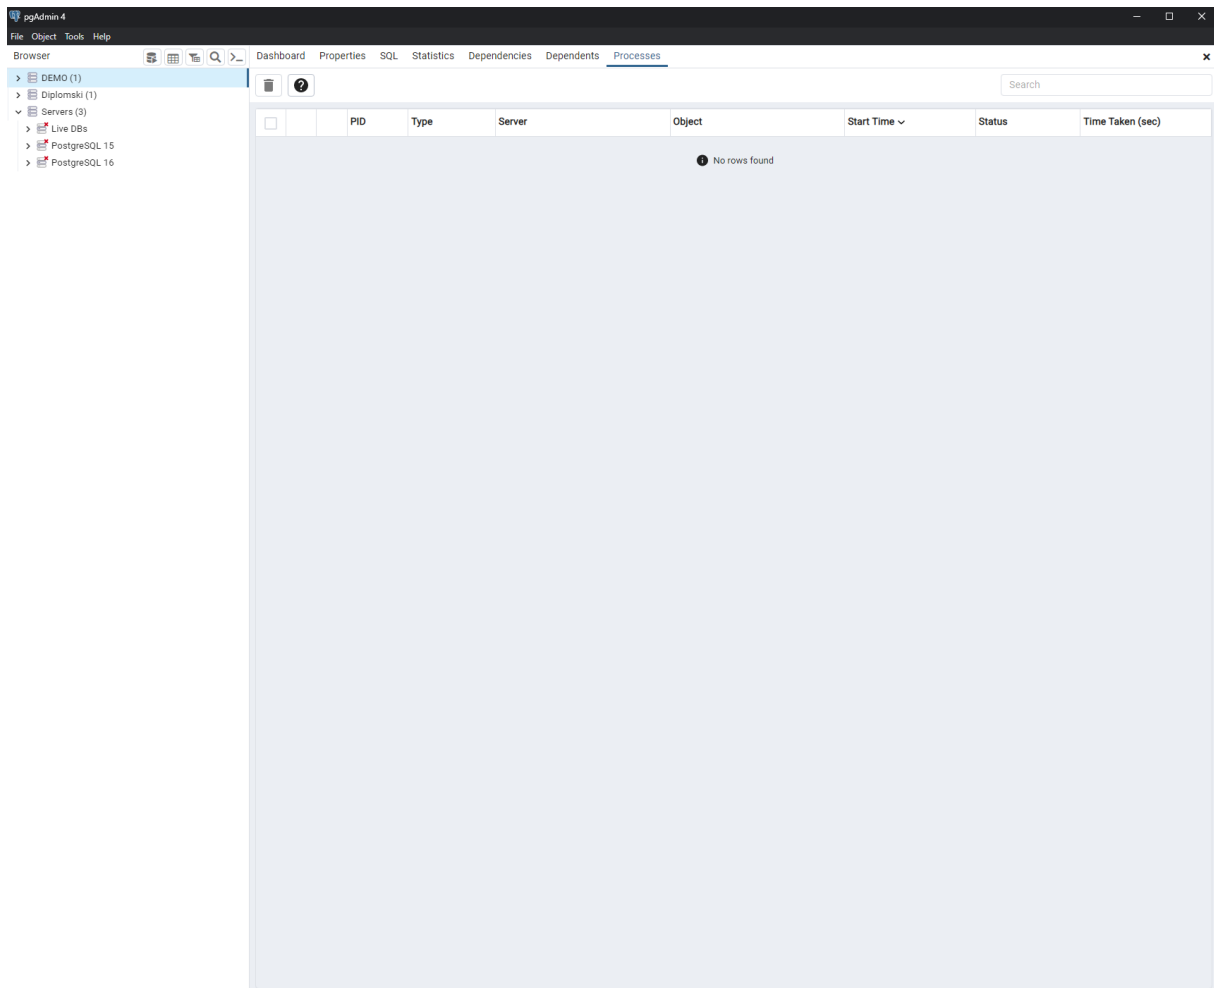 pgAdmin 4
File Object Tools Help
Browser
Dashboard Properties SQL Statistics Dependencies Dependents Processes
DEMO (1)
Diplomski (1)
Servers (3)
Live DBs
PostgreSQL 15
PostgreSQL 16
Search
PID Type Server Object Start Time Status Time Taken (sec)
No rows found